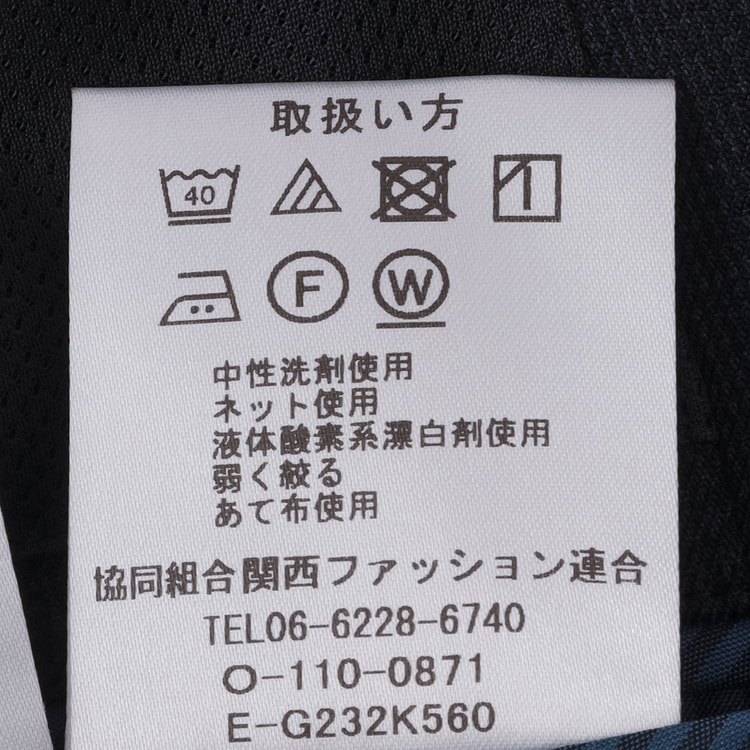 取扱い方
40
F W
中性洗剤使用
ネット使用
液体酸素系漂白剤使用
弱く絞る
あて布使用
協同組合関西ファッション連合
TEL06-6228-6740
O-110-0871
E-G232K560